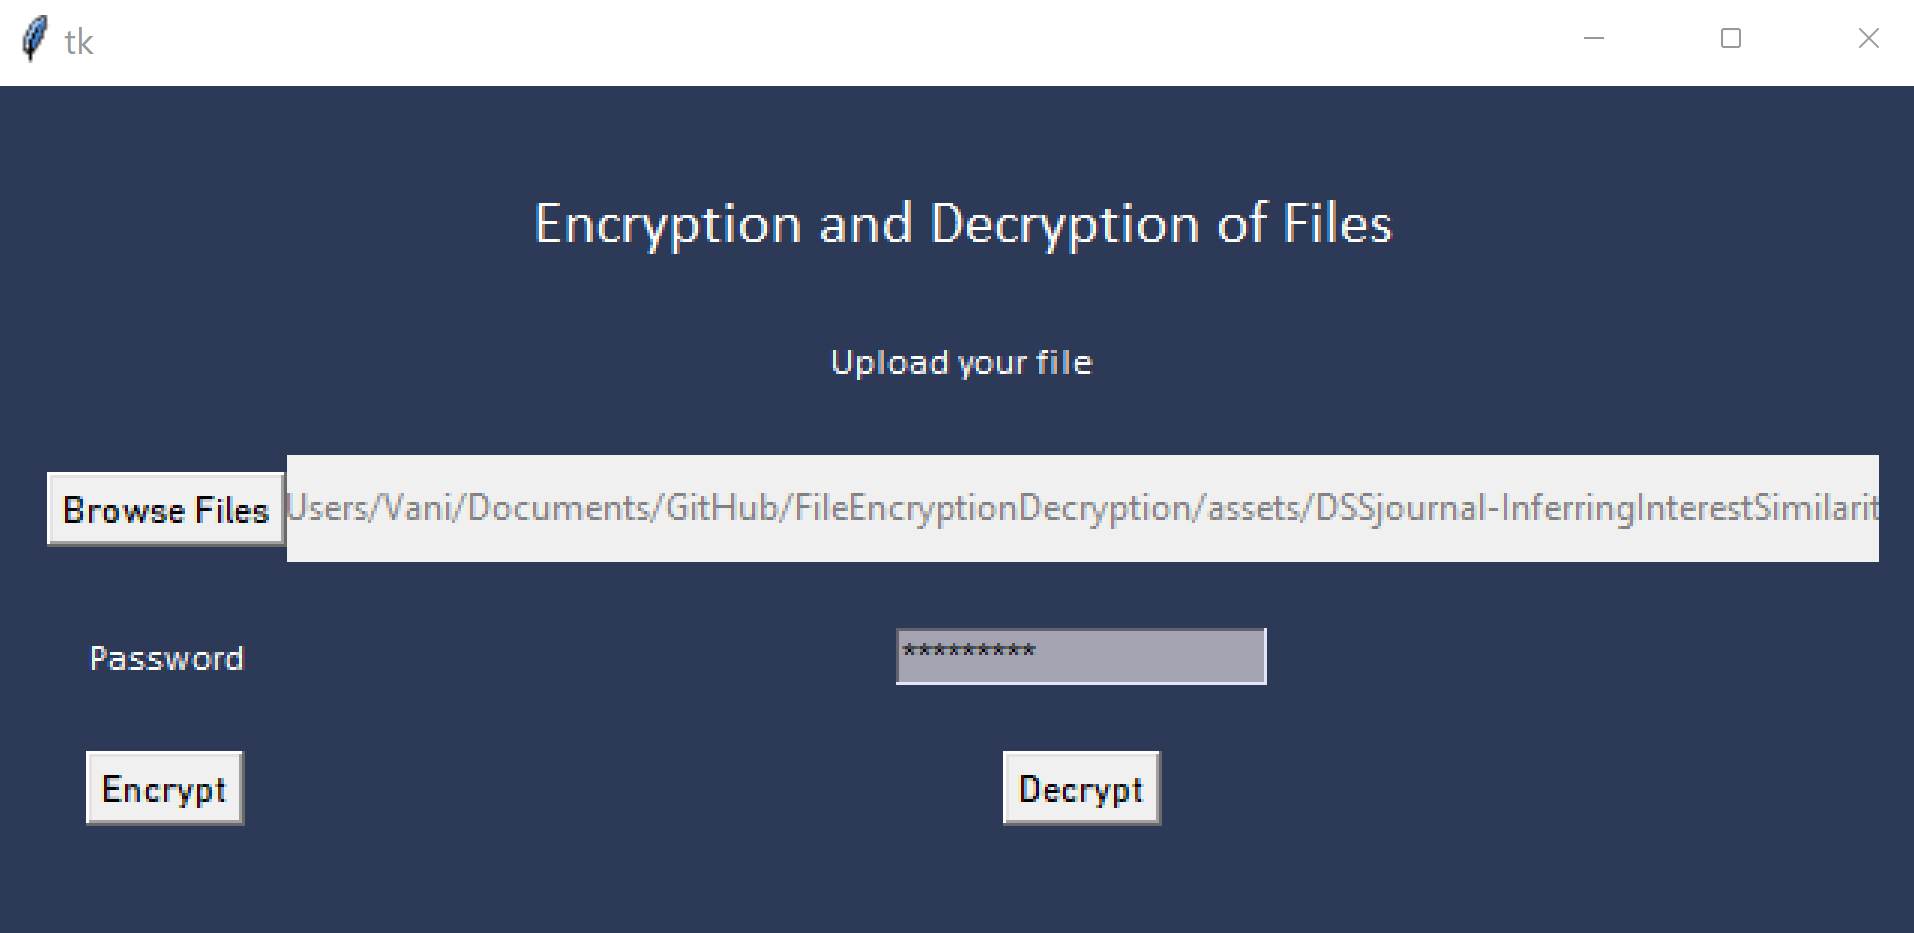 tk
Encryption and Decryption of Files
Upload your file
Browse Files Users/Vani/Documents/GitHub/FileEncryptionDecryption/assets/DSSjournal-InferringInterestSimilarit
Password *********
Encrypt Decrypt